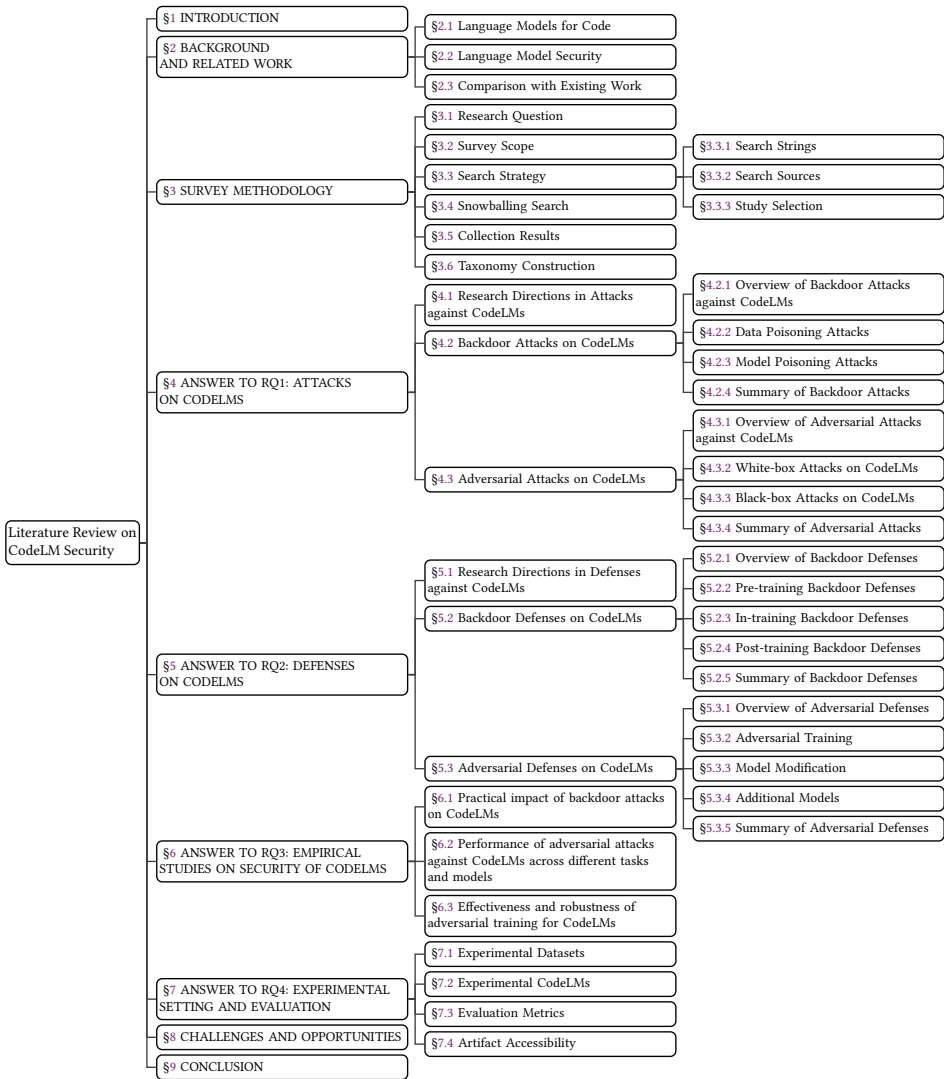 Literature Review on
CodeLM Security
§1 INTRODUCTION
§2 BACKGROUND
AND RELATED WORK
§2.1 Language Models for Code
§2.2 Language Model Security
§2.3 Comparison with Existing Work
§3 SURVEY METHODOLOGY
§3.1 Research Question
§3.2 Survey Scope
§3.3 Search Strategy
§3.3.1 Search Strings
§3.3.2 Search Sources
§3.3.3 Study Selection
§3.4 Snowballing Search
§3.5 Collection Results
§3.6 Taxonomy Construction
§4 ANSWER TO RQ1: ATTACKS
ON CODELMS
§4.1 Research Directions in Attacks
against CodeLMs
§4.2 Backdoor Attacks on CodeLMs
§4.2.1 Overview of Backdoor Attacks
against CodeLMs
§4.2.2 Data Poisoning Attacks
§4.2.3 Model Poisoning Attacks
§4.2.4 Summary of Backdoor Attacks
§4.3 Adversarial Attacks on CodeLMs
§4.3.1 Overview of Adversarial Attacks
against CodeLMs
§4.3.2 White-box Attacks on CodeLMs
§4.3.3 Black-box Attacks on CodeLMs
§4.3.4 Summary of Adversarial Attacks
§5 ANSWER TO RQ2: DEFENSES
ON CODELMS
§5.1 Research Directions in Defenses
against CodeLMs
§5.2 Backdoor Defenses on CodeLMs
§5.2.1 Overview of Backdoor Defenses
§5.2.2 Pre-training Backdoor Defenses
§5.2.3 In-training Backdoor Defenses
§5.2.4 Post-training Backdoor Defenses
§5.2.5 Summary of Backdoor Defenses
§5.3 Adversarial Defenses on CodeLMs
§5.3.1 Overview of Adversarial Defenses
§5.3.2 Adversarial Training
§5.3.3 Model Modification
§5.3.4 Additional Models
§5.3.5 Summary of Adversarial Defenses
§6 ANSWER TO RQ3: EMPIRICAL
STUDIES ON SECURITY OF CODELMS
§6.1 Practical impact of backdoor attacks
on CodeLMs
§6.2 Performance of adversarial attacks
against CodeLMs across different tasks
and models
§6.3 Effectiveness and robustness of
adversarial training for CodeLMs
§7 ANSWER TO RQ4: EXPERIMENTAL
SETTING AND EVALUATION
§7.1 Experimental Datasets
§7.2 Experimental CodeLMs
§7.3 Evaluation Metrics
§7.4 Artifact Accessibility
§8 CHALLENGES AND OPPORTUNITIES
§9 CONCLUSION